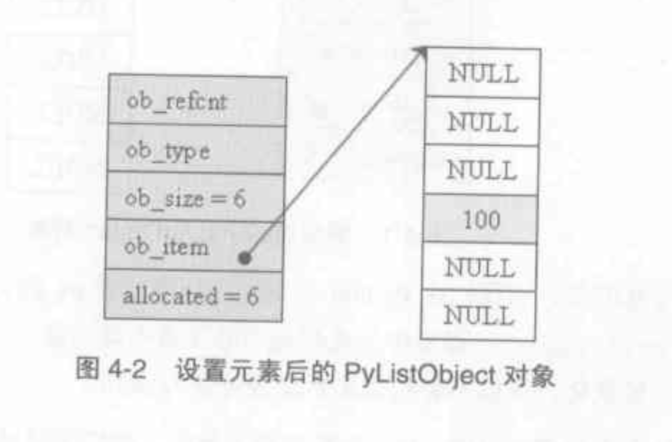 ob_refcnt
ob_type
ob_size = 6
ob_item
allocated = 6
NULL
NULL
NULL
100
NULL
NULL
图 4-2 设置元素后的 PyListObject 对象